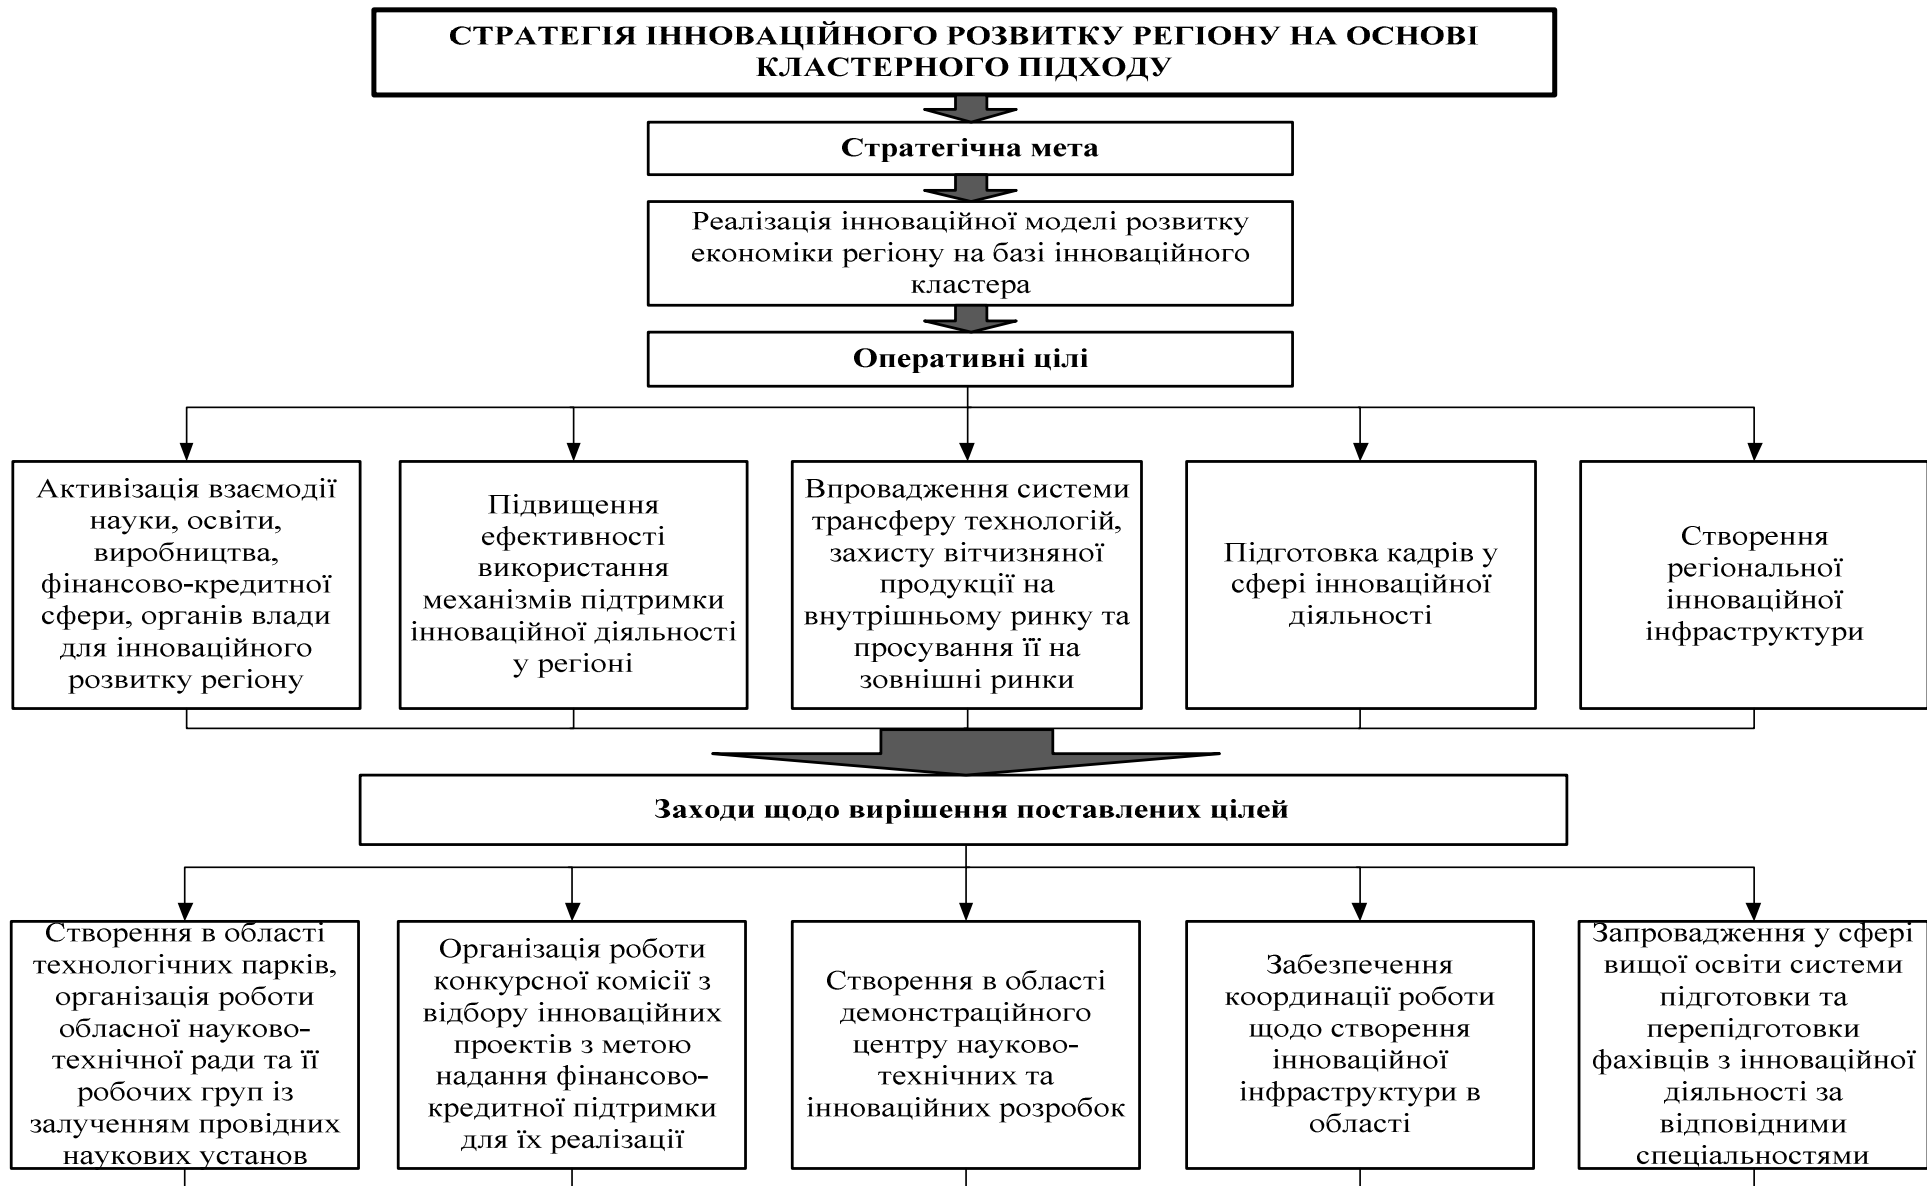 СТРАТЕГІЯ ІННОВАЦІЙНОГО РОЗВИТКУ РЕГІОНУ НА ОСНОВІ
КЛАСТЕРНОГО ПІДХОДУ
Стратегічна мета
Реалізація інноваційної моделі розвитку
економіки регіону на базі інноваційного
кластера
Оперативні цілі
Активізація взаємодії
науки, освіти,
виробництва,
фінансово-кредитної
сфери, органів влади
для інноваційного
розвитку регіону
Підвищення
ефективності
використання
механізмів підтримки
інноваційної діяльності
у регіоні
Впровадження системи
трансферу технологій,
захисту вітчизняної
продукції на
внутрішньому ринку та
просування її на
зовнішні ринки
Підготовка кадрів у
сфері інноваційної
діяльності
Створення
регіональної
інноваційної
інфраструктури
Заходи щодо вирішення поставлених цілей
Створення в області
технологічних парків,
організація роботи
обласної науково-
технічної ради та її
робочих груп із
залученням провідних
наукових установ
Організація роботи
конкурсної комісії з
відбору інноваційних
проектів з метою
надання фінансово-
кредитної підтримки
для їх реалізації
Створення в області
демонстраційного
центру науково-
технічних та
інноваційних розробок
Забезпечення
координації роботи
щодо створення
інноваційної
інфраструктури в
області
Запровадження у сфері
вищої освіти системи
підготовки та
перепідготовки
фахівців з інноваційної
діяльності за
відповідними
спеціальностями